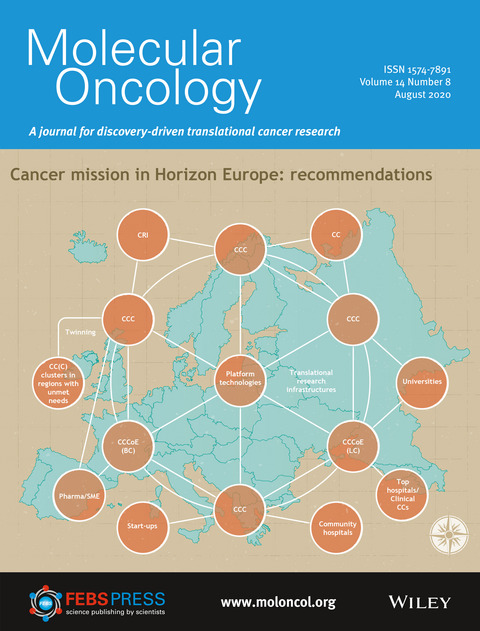 Molecular
Oncology
ISSN 1574-7891
Volume 14 Number 8
August 2020
A journal for discovery-driven translational cancer research
Cancer mission in Horizon Europe: recommendations
CRI
CCC
CC
CCC
CCC
Twinning
CC(C)
clusters in
regions with
unmet
needs
Platform
technologies
Translational
research
infrastructures
Universities
CCCoE
(BC)
CCCoE
(LC)
Pharma/SME
Top
hospitals/
Clinical
CCs
Start-ups
CCC
Community
hospitals
FEBS PRESS
science publishing by scientists
www.moloncol.org
WILEY